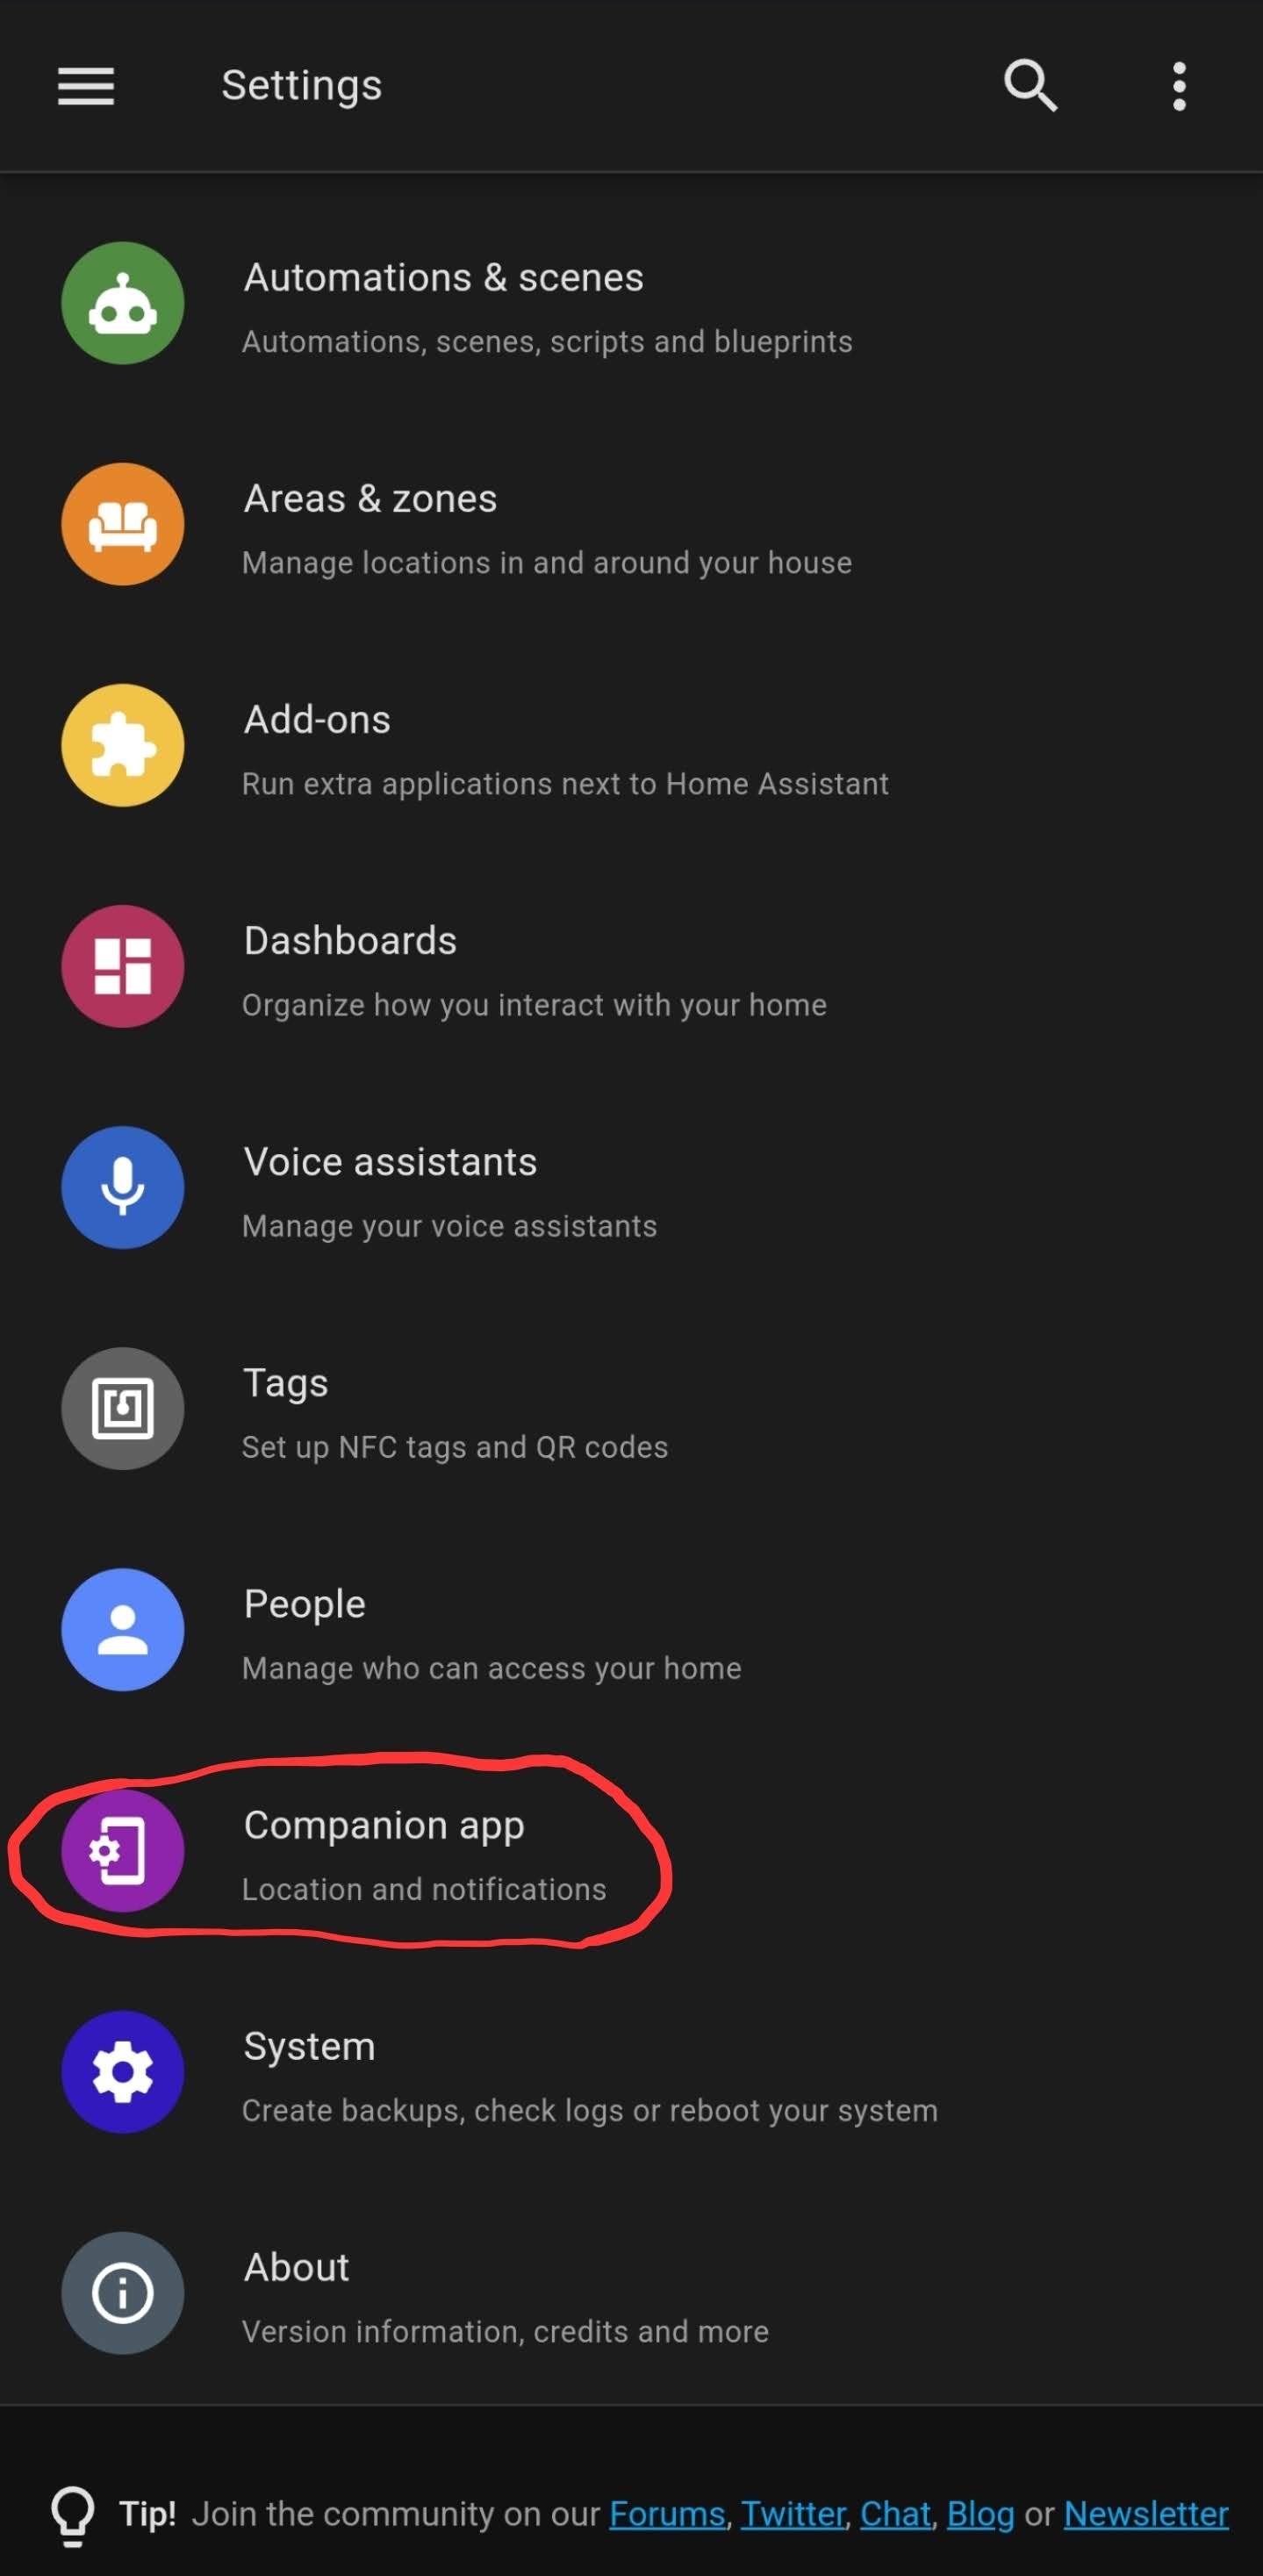 Settings
Automations & scenes
Automations, scenes, scripts and blueprints
Areas & zones
Manage locations in and around your house
Add-ons
Run extra applications next to Home Assistant
Dashboards
Organize how you interact with your home
Voice assistants
Manage your voice assistants
Tags
Set up NFC tags and QR codes
People
Manage who can access your home
Companion app
Location and notifications
System
Create backups, check logs or reboot your system
About
Version information, credits and more
Tip! Join the community on our Forums, Twitter, Chat, Blog or Newsletter